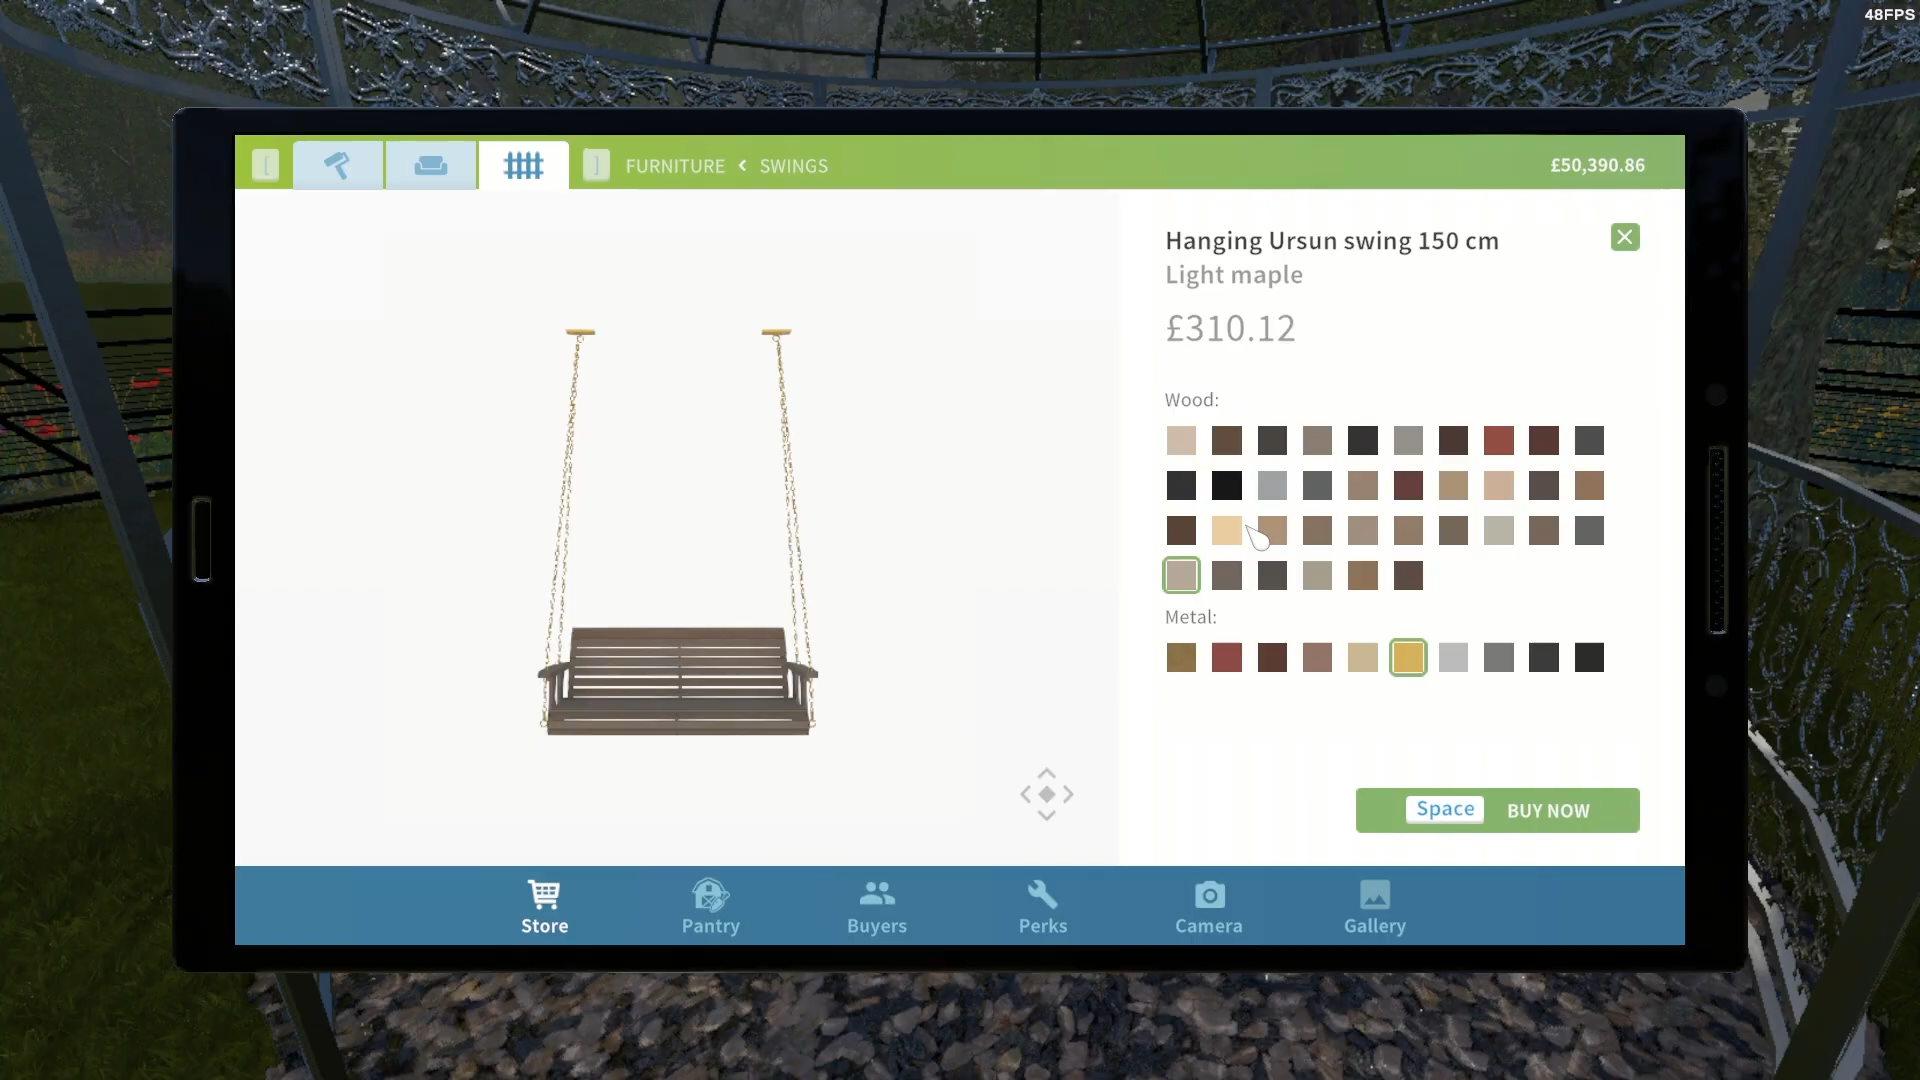 48FPS
[
]
FURNITURE < SWINGS
£50,390.86
Hanging Ursun swing 150 cm
Light maple
£310.12
Wood:
Metal:
Space BUY NOW
Store
Pantry
Buyers
Perks
Camera
Gallery